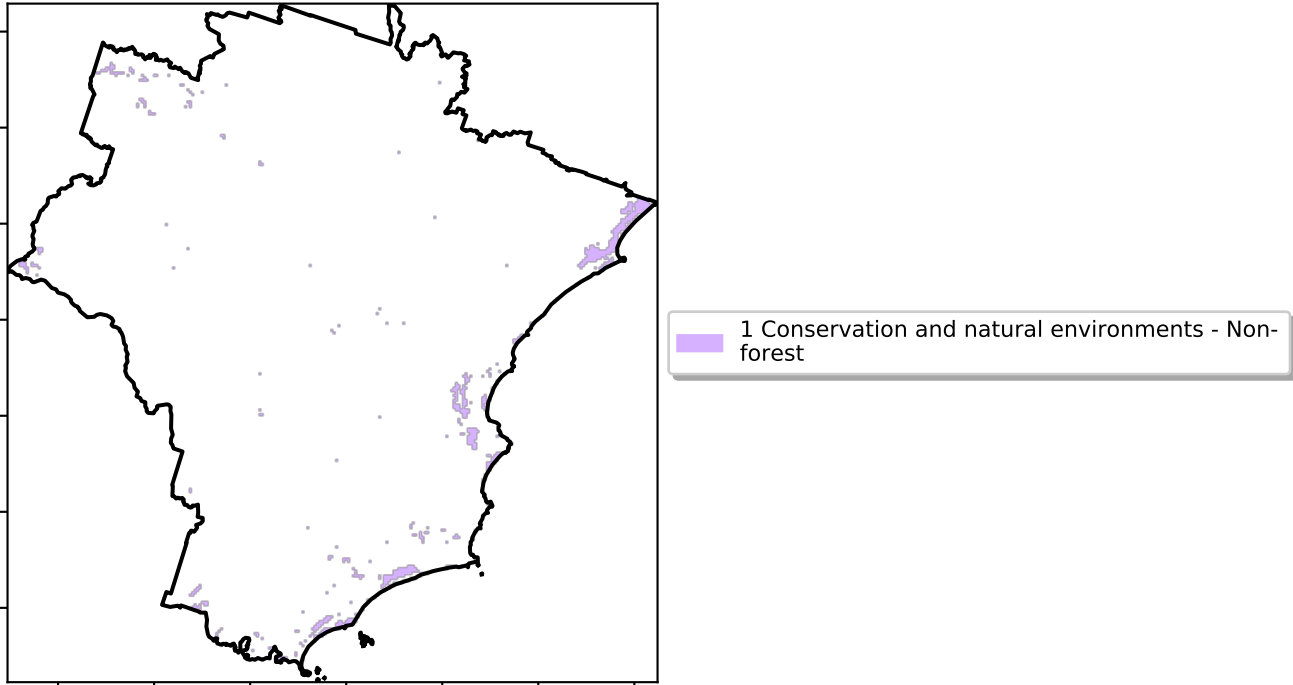 1 Conservation and natural environments - Non-
forest